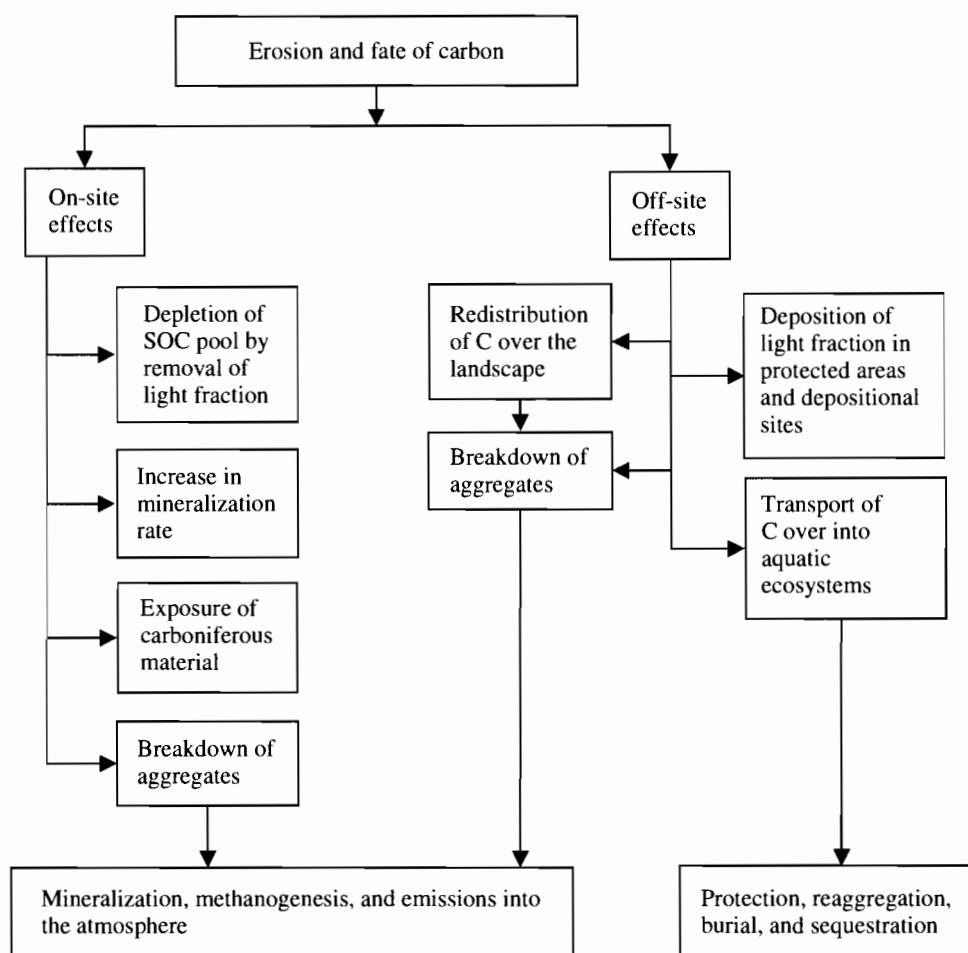 Erosion and fate of carbon
On-site
effects
Off-site
effects
Depletion of
SOC pool by
removal of
light fraction
Increase in
mineralization
rate
Exposure of
carboniferous
material
Breakdown of
aggregates
Redistribution
of C over the
landscape
Breakdown of
aggregates
Deposition of
light fraction in
protected areas
and depositional
sites
Transport of
C over into
aquatic
ecosystems
Mineralization, methanogenesis, and emissions into
the atmosphere
Protection, reaggregation,
burial, and sequestration